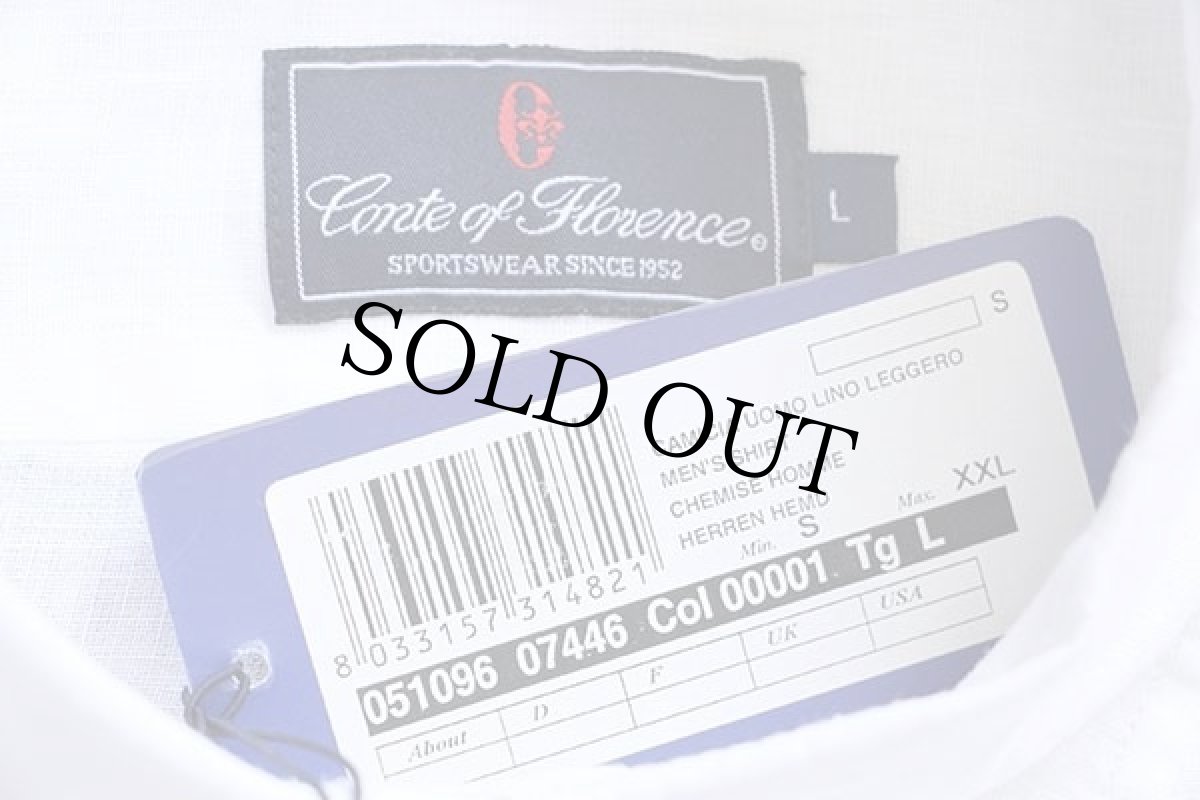 Conte of Florence®
SPORTSWEAR SINCE 1952
L
SOLD OUT
S
CAMICIA UOMO LINO LEGGERO
MEN'S SHIRT
CHEMISE HOMME
HERREN HEMD
Min. S Max. XXL
8 033157 314821
051096 07446 Col 00001 Tg L
About D F UK USA